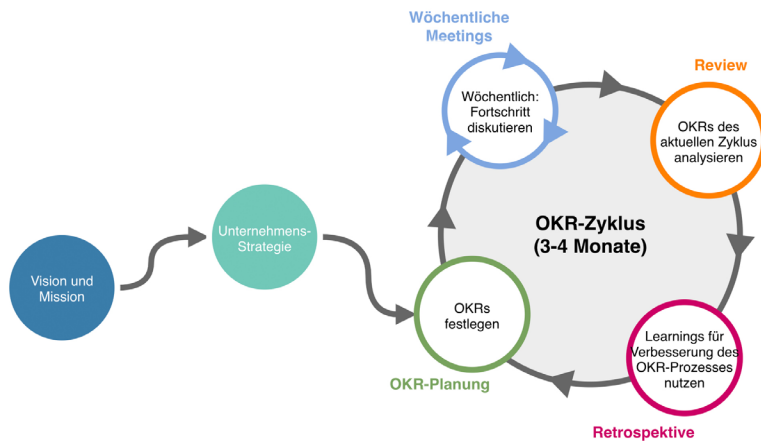 Wöchentliche
Meetings
Wöchentlich:
Fortschritt
diskutieren
Review
OKRs des
aktuellen Zyklus
analysieren
OKR-Zyklus
(3-4 Monate)
Unternehmens-
Strategie
Vision und
Mission
OKRs
festlegen
OKR-Planung
Learnings für
Verbesserung des
OKR-Prozesses
nutzen
Retrospektive